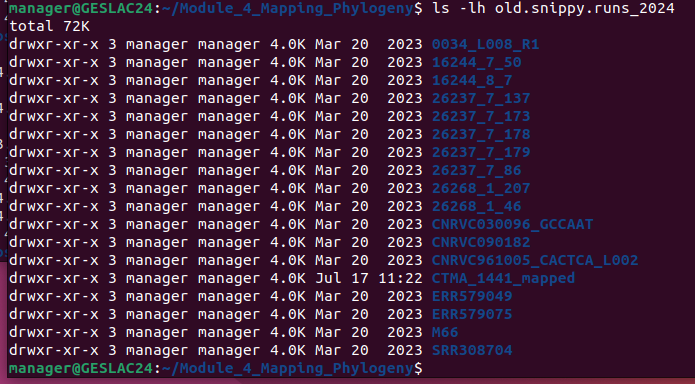 manager@GESLAC24:~/Module_4_Mapping_Phylogeny$ ls -lh old.snippy.runs_2024
total 72K
drwxr-xr-x 3 manager manager 4.0K Mar 20  2023 0034_L008_R1
drwxr-xr-x 3 manager manager 4.0K Mar 20  2023 16244_7_50
drwxr-xr-x 3 manager manager 4.0K Mar 20  2023 16244_8_7
drwxr-xr-x 3 manager manager 4.0K Mar 20  2023 26237_7_137
drwxr-xr-x 3 manager manager 4.0K Mar 20  2023 26237_7_173
drwxr-xr-x 3 manager manager 4.0K Mar 20  2023 26237_7_178
drwxr-xr-x 3 manager manager 4.0K Mar 20  2023 26237_7_179
drwxr-xr-x 3 manager manager 4.0K Mar 20  2023 26237_7_86
drwxr-xr-x 3 manager manager 4.0K Mar 20  2023 26268_1_207
drwxr-xr-x 3 manager manager 4.0K Mar 20  2023 26268_1_46
drwxr-xr-x 3 manager manager 4.0K Mar 20  2023 CNRVC030096_GCCAAT
drwxr-xr-x 3 manager manager 4.0K Mar 20  2023 CNRVC090182
drwxr-xr-x 3 manager manager 4.0K Mar 20  2023 CNRVC961005_CACTCA_L002
drwxr-xr-x 3 manager manager 4.0K Jul 17 11:22 CTMA_1441_mapped
drwxr-xr-x 3 manager manager 4.0K Mar 20  2023 ERR579049
drwxr-xr-x 3 manager manager 4.0K Mar 20  2023 ERR579075
drwxr-xr-x 3 manager manager 4.0K Mar 20  2023 M66
drwxr-xr-x 3 manager manager 4.0K Mar 20  2023 SRR308704
manager@GESLAC24:~/Module_4_Mapping_Phylogeny$